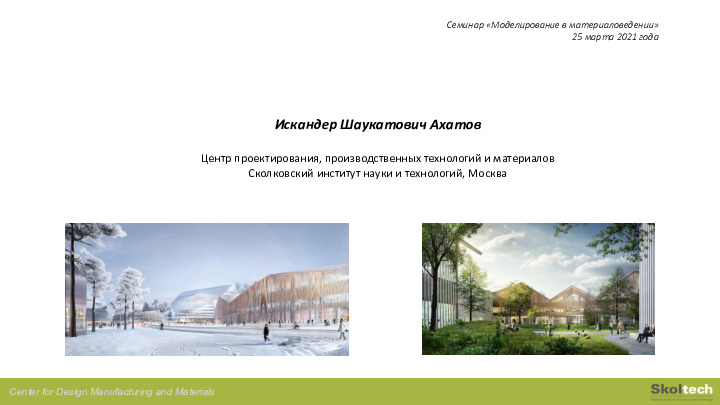 Семинар «Моделирование в материаловедении»
25 марта 2021 года
Искандер Шаукатович Ахатов
Центр проектирования, производственных технологий и материалов
Сколковский институт науки и технологий, Москва
Center for Design Manufacturing and Materials
Skoltech